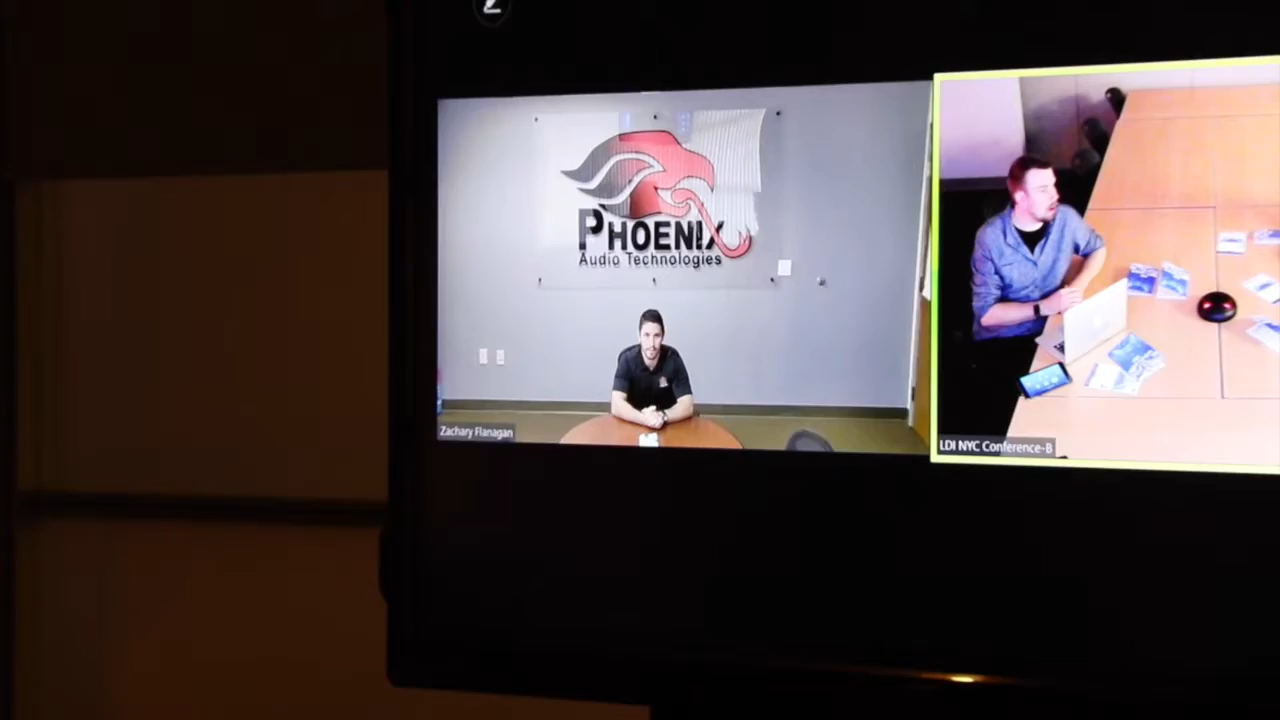 PHOENIX
Audio Technologies
Zachary Flanagan
LDI NYC Conference-B